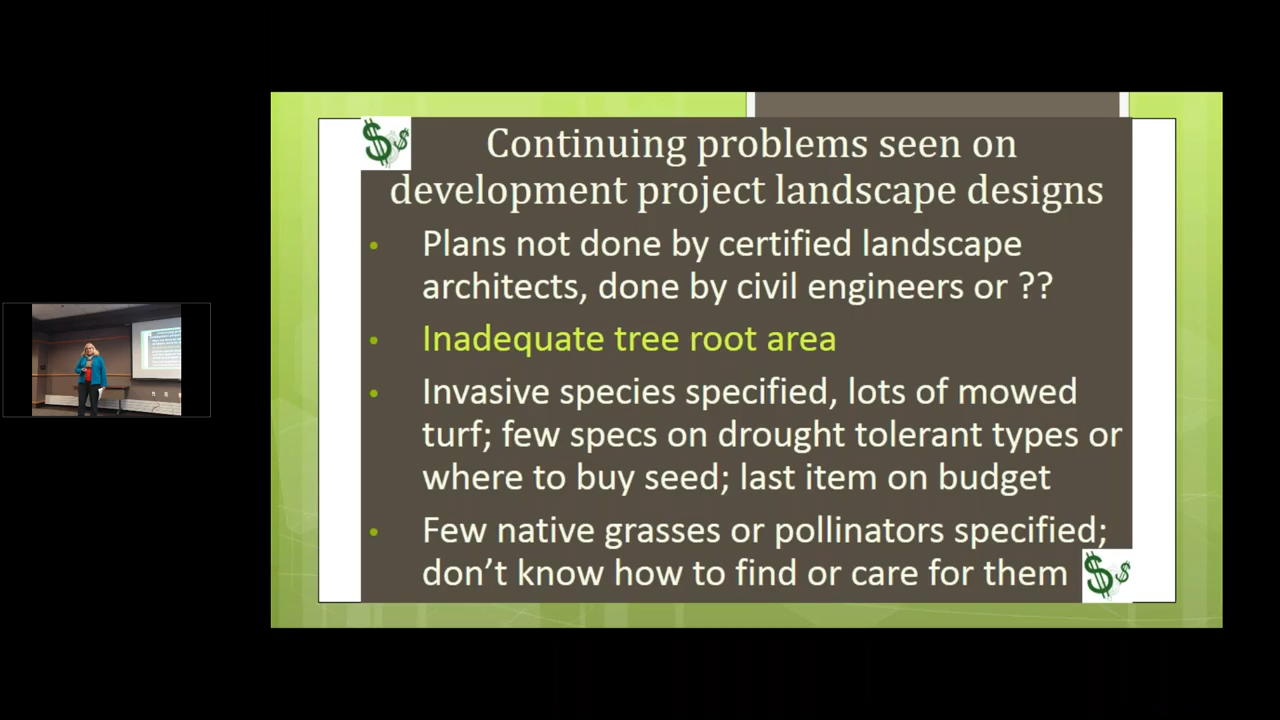 Continuing problems seen on
development project landscape designs
• Plans not done by certified landscape
architects, done by civil engineers or ??
• Inadequate tree root area
• Invasive species specified, lots of mowed
turf; few specs on drought tolerant types or
where to buy seed; last item on budget
• Few native grasses or pollinators specified;
don’t know how to find or care for them
$$
$$